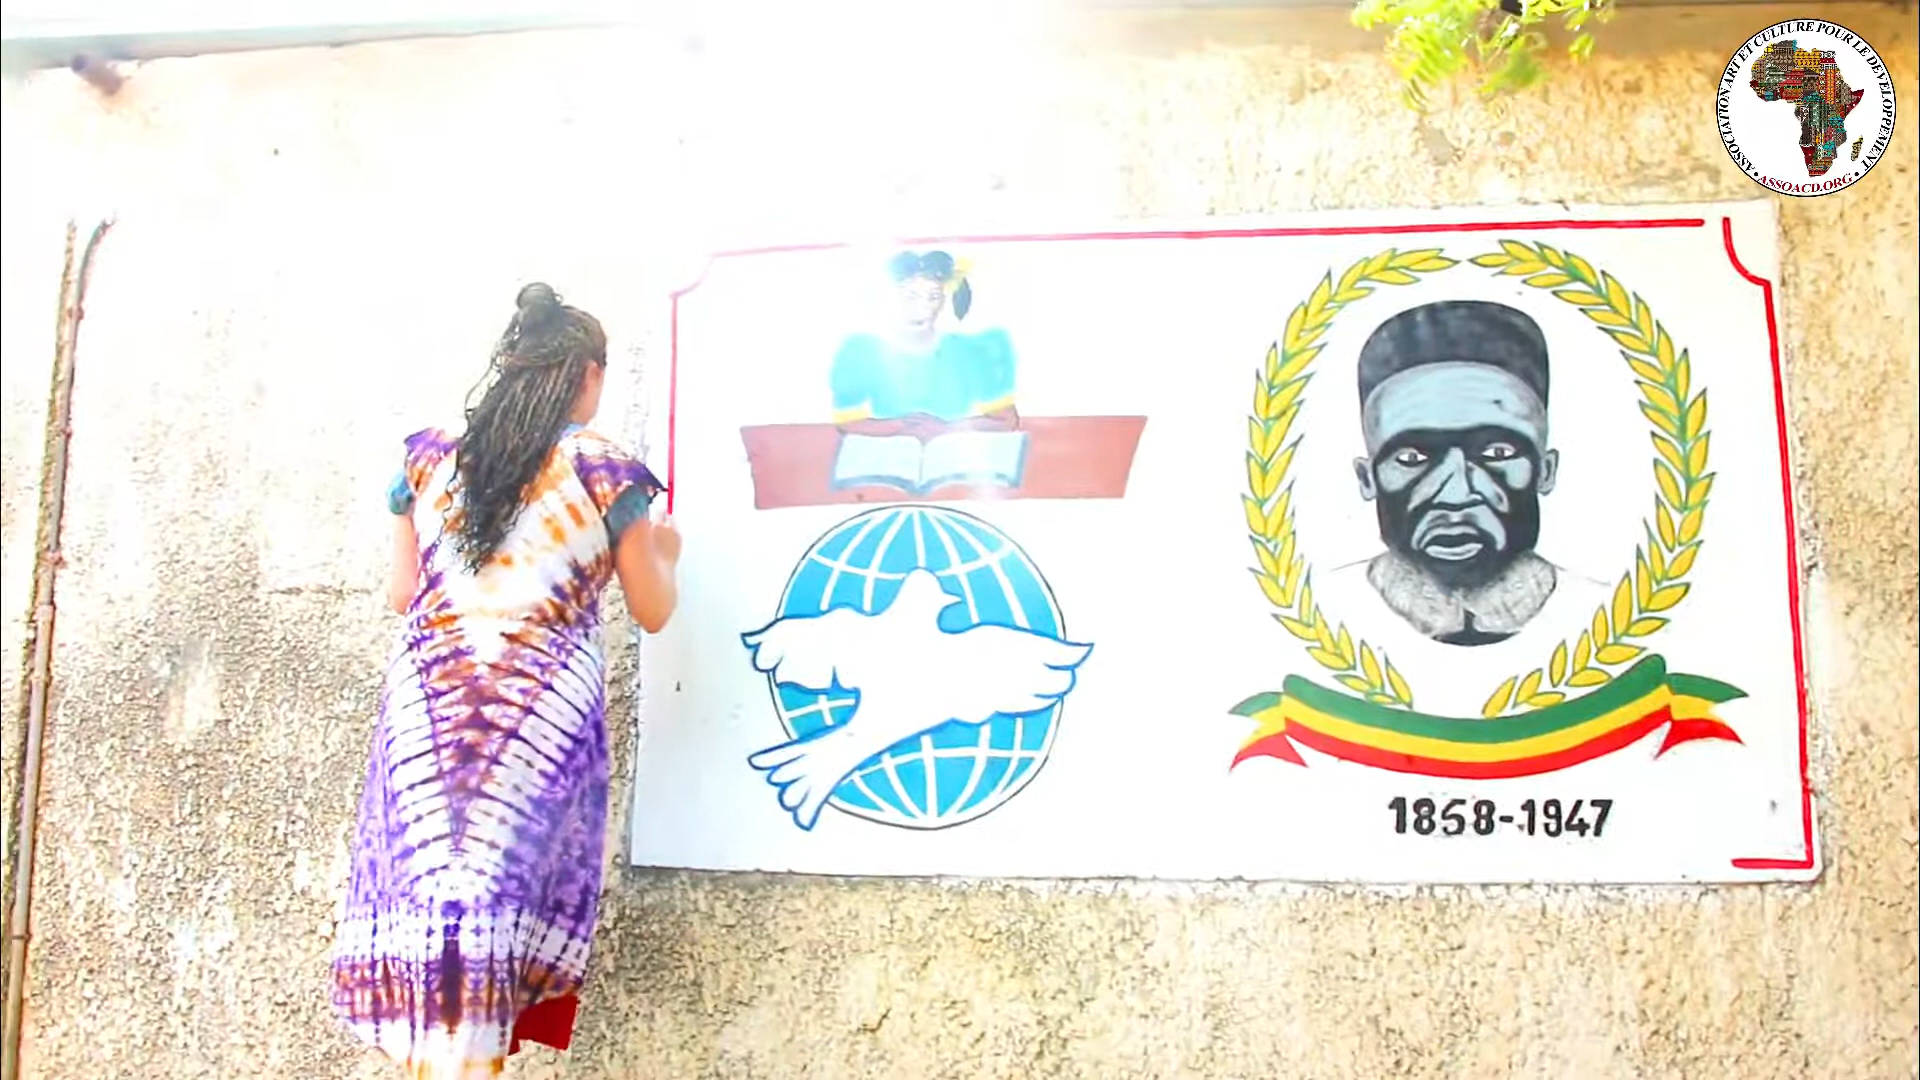 ASSOCIATION ART ET CULTURE POUR LE DEVELOPPEMENT
• ASSOACD.ORG •
1858-1947